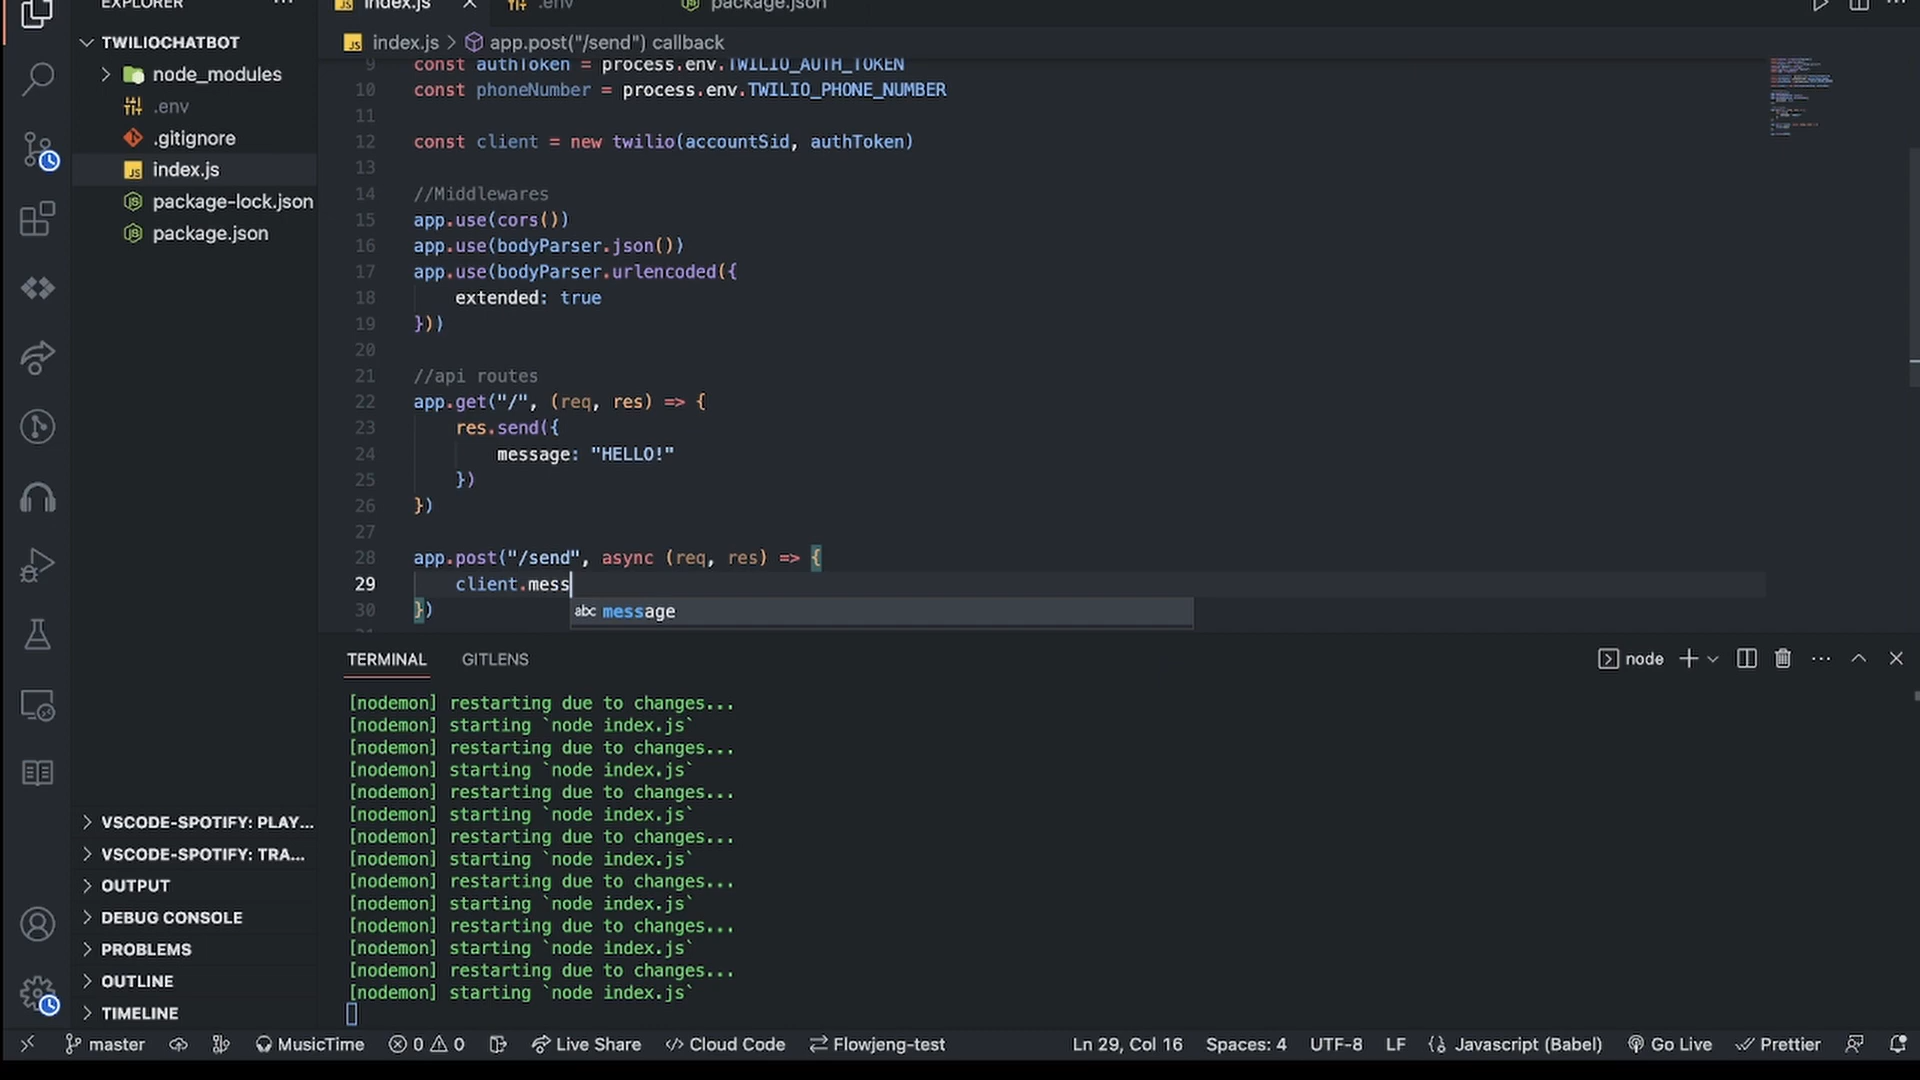 EXPLORER
TWILIOCHATBOT
node_modules
.env
.gitignore
index.js
package-lock.json
package.json
VSCODE-SPOTIFY: PLAY...
VSCODE-SPOTIFY: TRA...
OUTPUT
DEBUG CONSOLE
PROBLEMS
OUTLINE
TIMELINE
index.js
.env
package.json
index.js > app.post("/send") callback
9 const authToken = process.env.TWILIO_AUTH_TOKEN
10 const phoneNumber = process.env.TWILIO_PHONE_NUMBER
11
12 const client = new twilio(accountSid, authToken)
13
14 //Middlewares
15 app.use(cors())
16 app.use(bodyParser.json())
17 app.use(bodyParser.urlencoded({
18 extended: true
19 }))
20
21 //api routes
22 app.get("/", (req, res) => {
23 res.send({
24 message: "HELLO!"
25 })
26 })
27
28 app.post("/send", async (req, res) => {
29 client.mess
abc message
30 })
TERMINAL
GITLENS
node
[nodemon] restarting due to changes...
[nodemon] starting `node index.js`
[nodemon] restarting due to changes...
[nodemon] starting `node index.js`
[nodemon] restarting due to changes...
[nodemon] starting `node index.js`
[nodemon] restarting due to changes...
[nodemon] starting `node index.js`
[nodemon] restarting due to changes...
[nodemon] starting `node index.js`
[nodemon] restarting due to changes...
[nodemon] starting `node index.js`
[nodemon] restarting due to changes...
[nodemon] starting `node index.js`
master MusicTime 0 0 Live Share Cloud Code Flowjeng-test Ln 29, Col 16 Spaces: 4 UTF-8 LF Javascript (Babel) Go Live Prettier